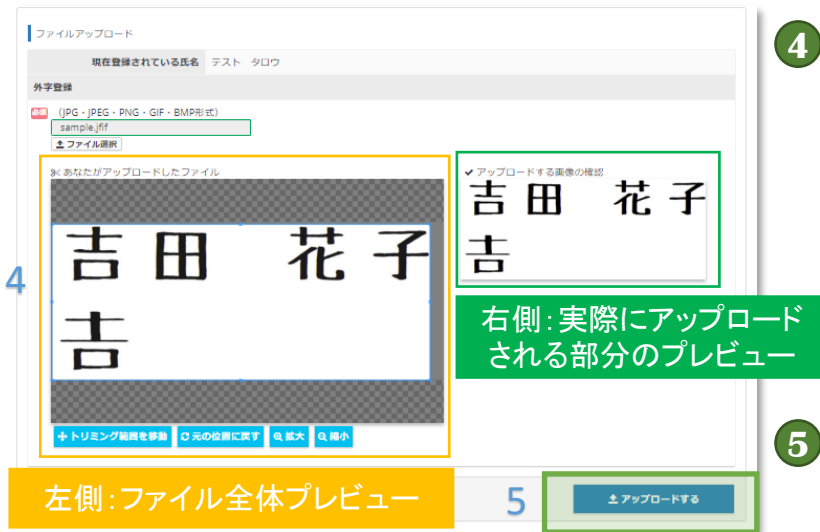 ファイルアップロード
現在登録されている氏名 テスト タロウ
外字登録
必須 (JPG・JPEG・PNG・GIF・BMP形式)
sample.jfif
ファイル選択
あなたがアップロードしたファイル
𠮷田 花子
𠮷
トリミング範囲を移動 元の位置に戻す 拡大 縮小
4
左側:ファイル全体プレビュー
アップロードする画像の確認
𠮷田 花子
𠮷
右側:実際にアップロード
される部分のプレビュー
5
アップロードする
4
5